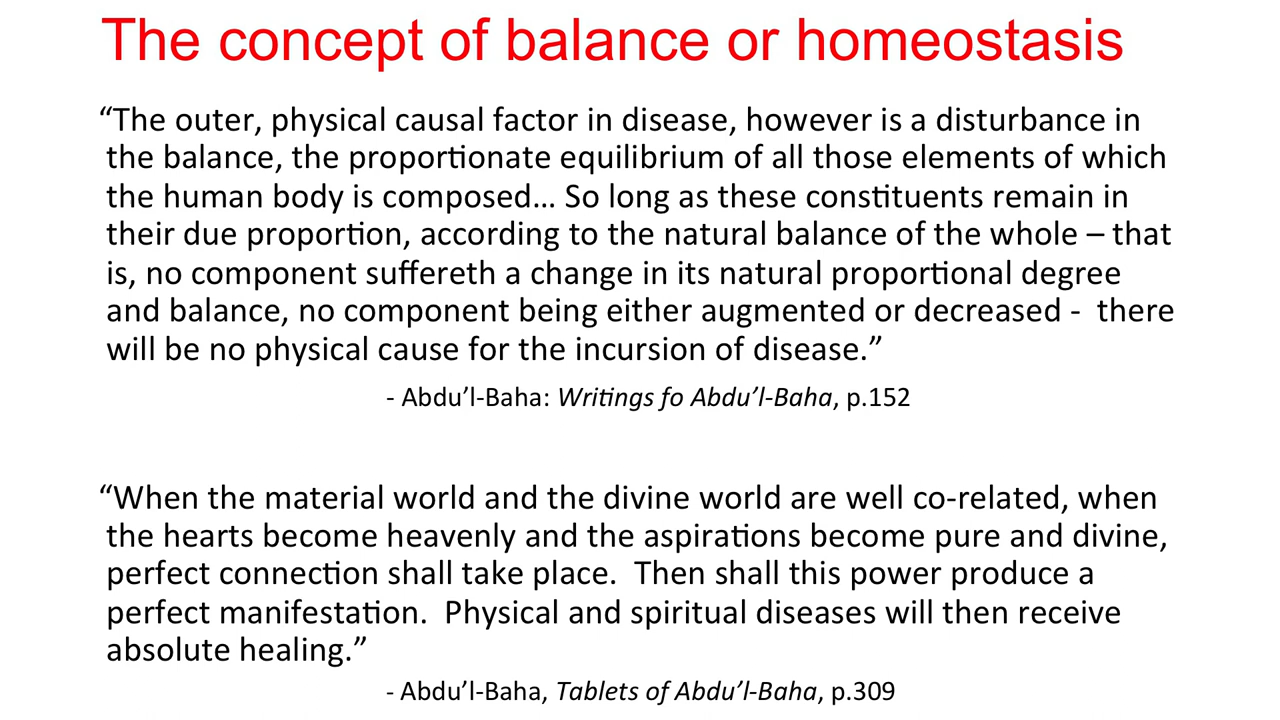 The concept of balance or homeostasis
“The outer, physical causal factor in disease, however is a disturbance in
the balance, the proportionate equilibrium of all those elements of which
the human body is composed… So long as these constituents remain in
their due proportion, according to the natural balance of the whole – that
is, no component suffereth a change in its natural proportional degree
and balance, no component being either augmented or decreased -  there
will be no physical cause for the incursion of disease.”
- Abdu’l-Baha: Writings fo Abdu’l-Baha, p.152
“When the material world and the divine world are well co-related, when
the hearts become heavenly and the aspirations become pure and divine,
perfect connection shall take place.  Then shall this power produce a
perfect manifestation.  Physical and spiritual diseases will then receive
absolute healing.”
- Abdu’l-Baha, Tablets of Abdu’l-Baha, p.309